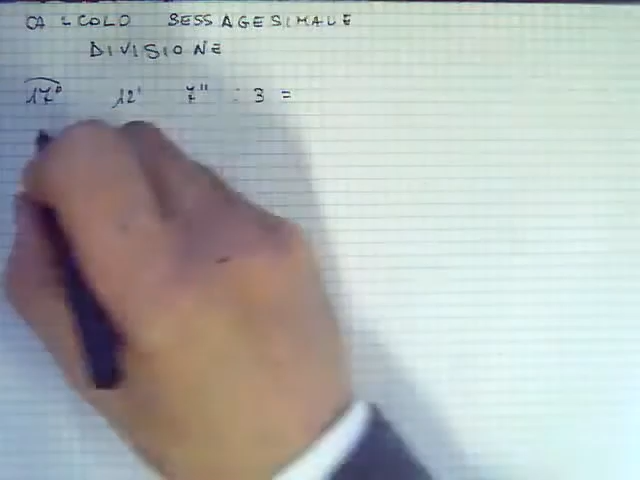 CALCOLO SESSAGESIMALE
DIVISIONE
17° 12' 7" : 3 =